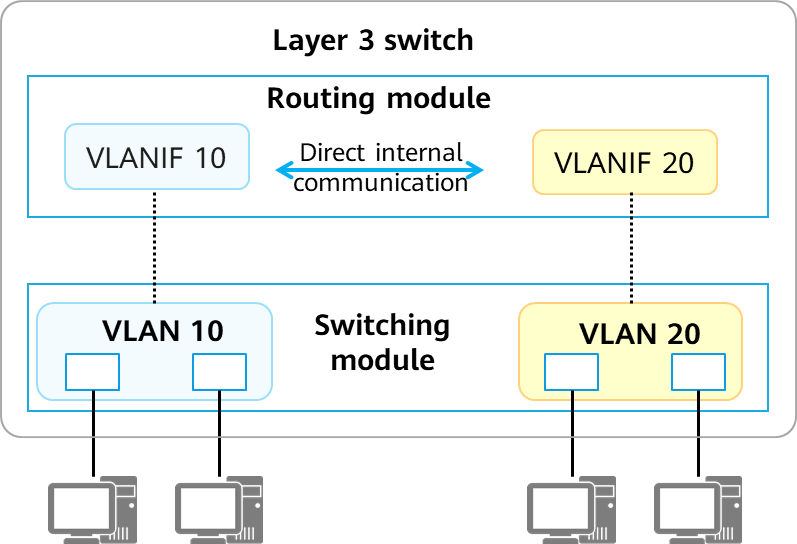 Layer 3 switch
Routing module
VLANIF 10
Direct internal
communication
VLANIF 20
VLAN 10
Switching
module
VLAN 20